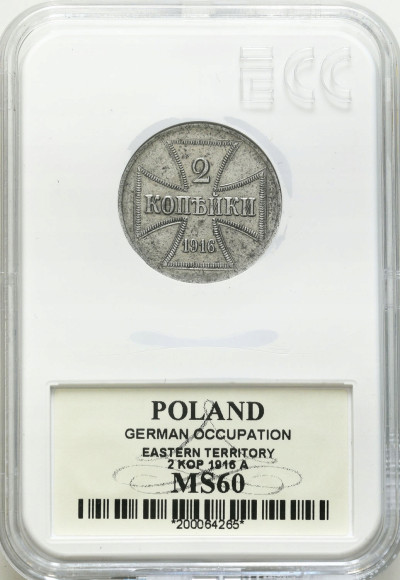 ECC
2
КОПѢЙКИ
1916
POLAND
GERMAN OCCUPATION
EASTERN TERRITORY
2 KOP 1916 A
MS60
*200064265*